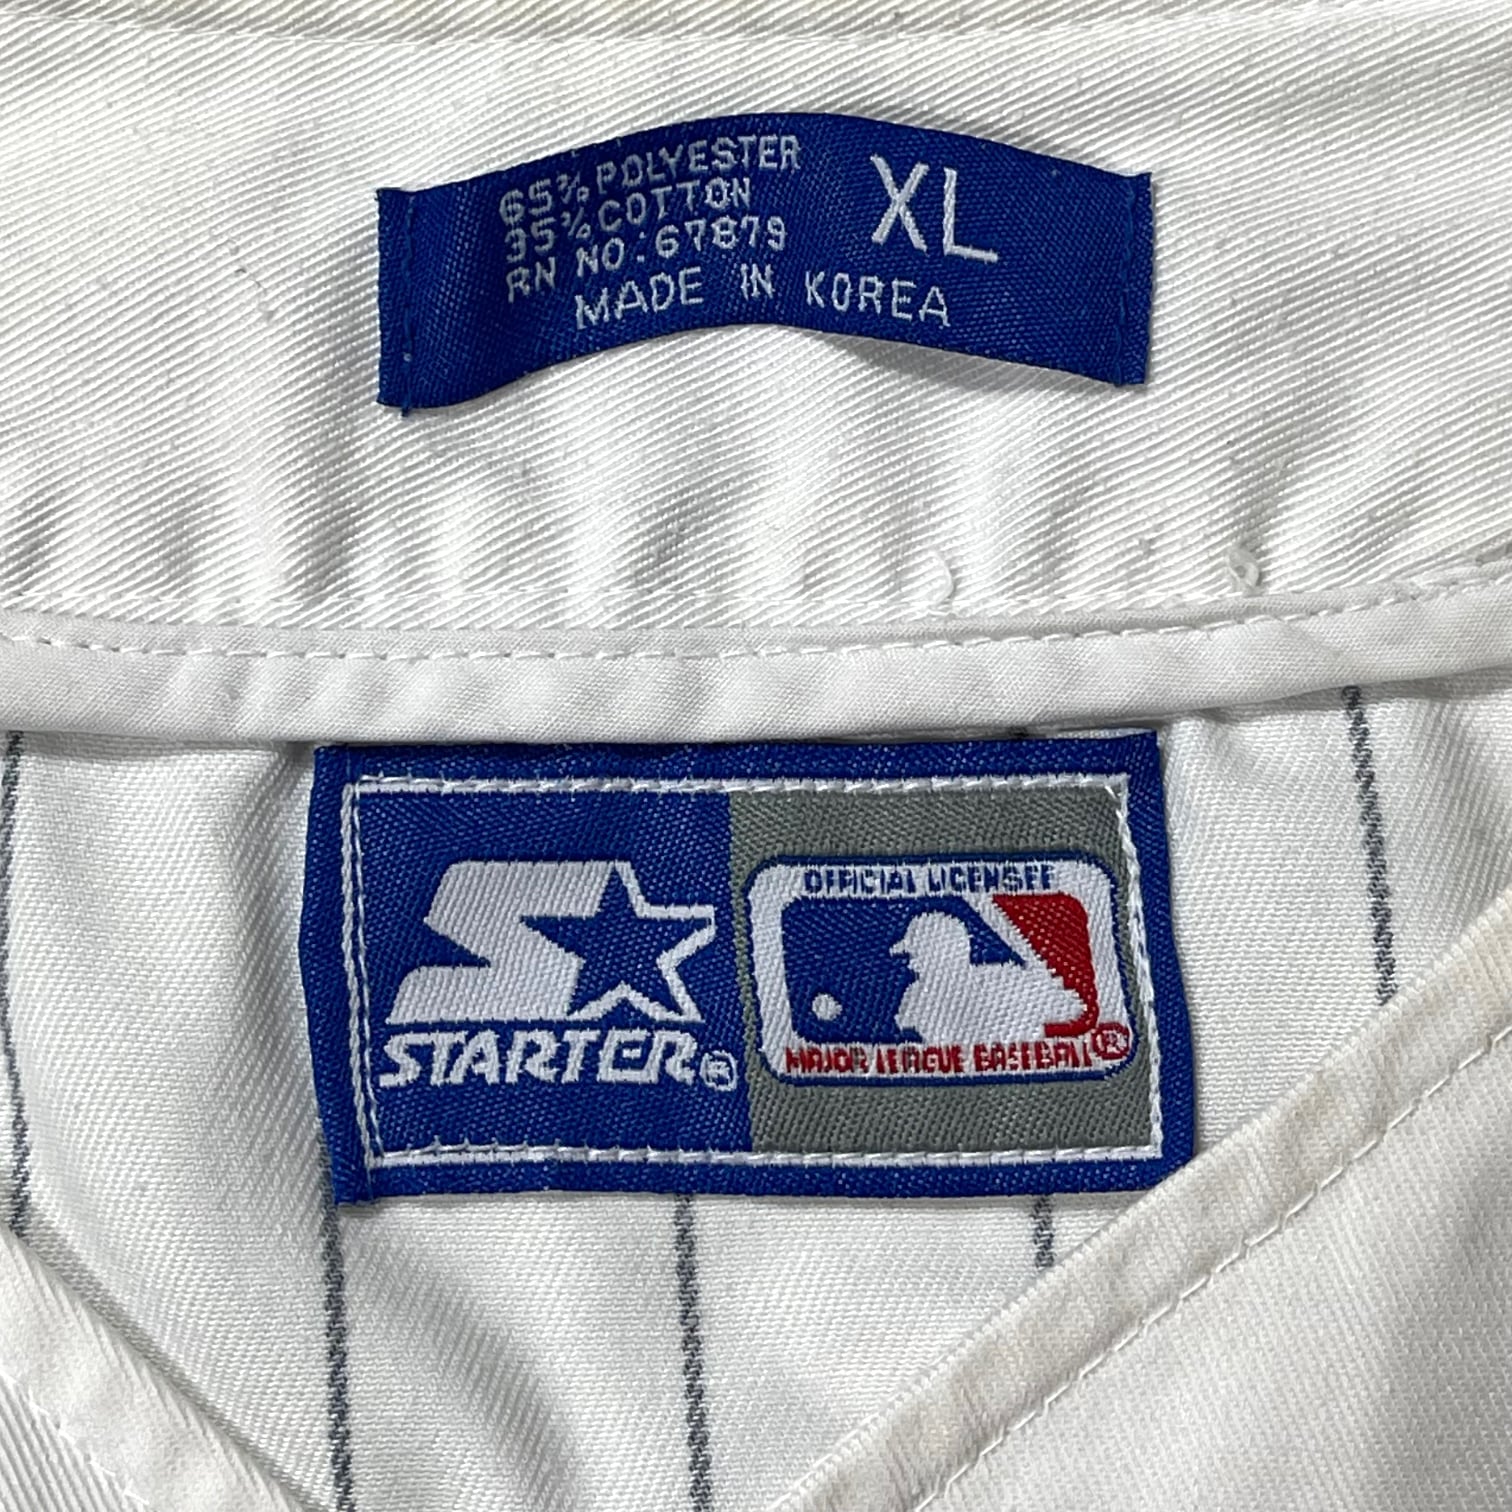 65% POLYESTER
35% COTTON
RN NO:67879
XL
MADE IN KOREA
STARTER®
OFFICIAL LICENSEE
MAJOR LEAGUE BASEBALL®